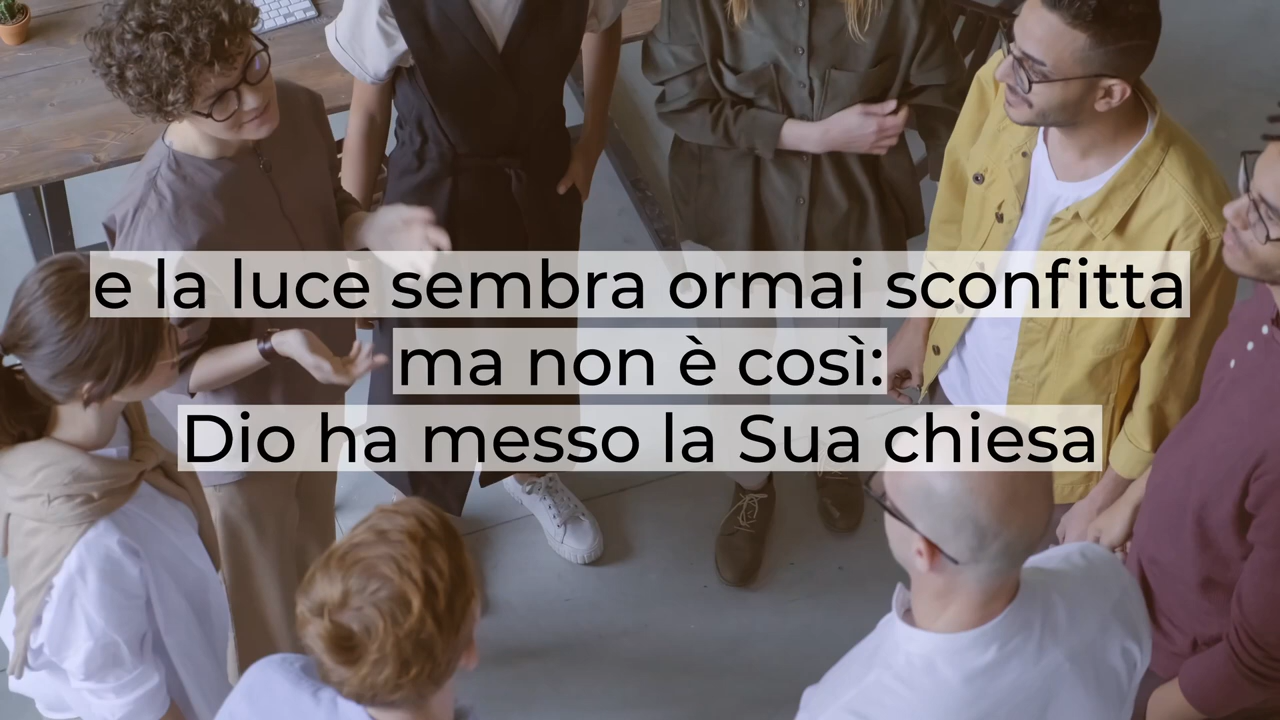 e la luce sembra ormai sconfitta
ma non è così:
Dio ha messo la Sua chiesa